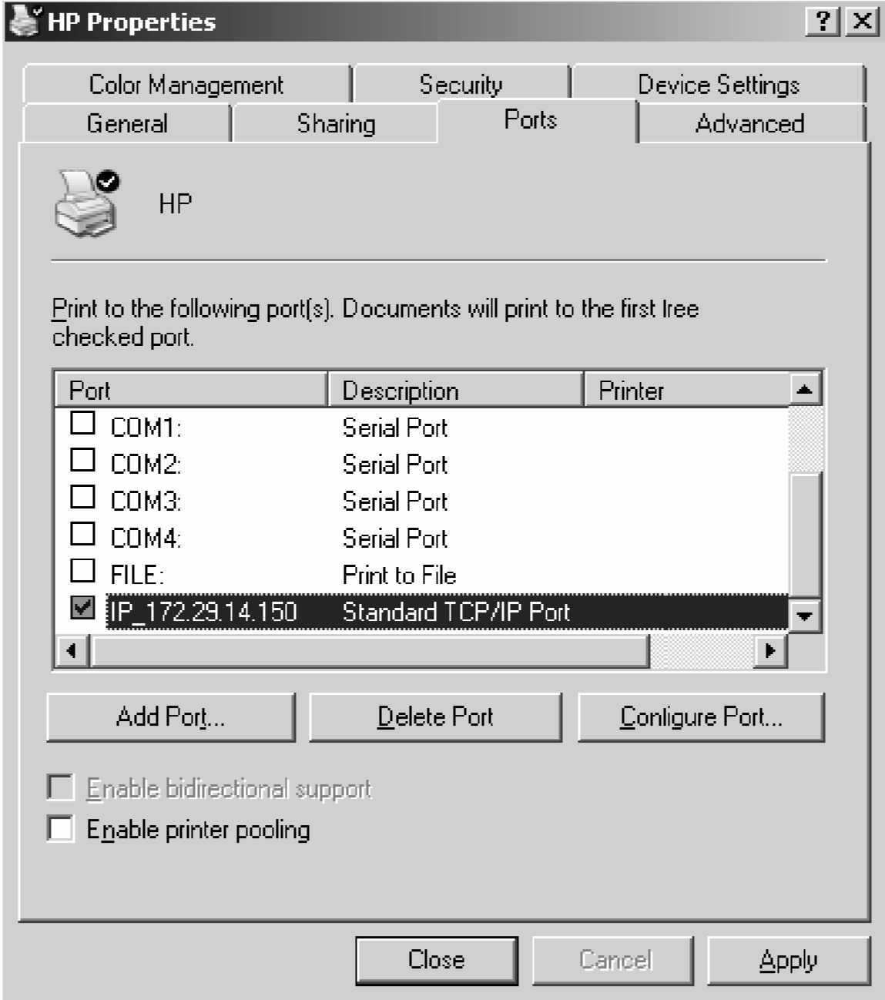 HP Properties
?
Color Management Security Device Settings
General Sharing Ports Advanced
HP
Print to the following port(s). Documents will print to the first free
checked port.
Port Description Printer
COM1: Serial Port
COM2: Serial Port
COM3: Serial Port
COM4: Serial Port
FILE: Print to File
IP_172.29.14.150 Standard TCP/IP Port
Add Port... Delete Port Configure Port...
Enable bidirectional support
Enable printer pooling
Close Cancel Apply